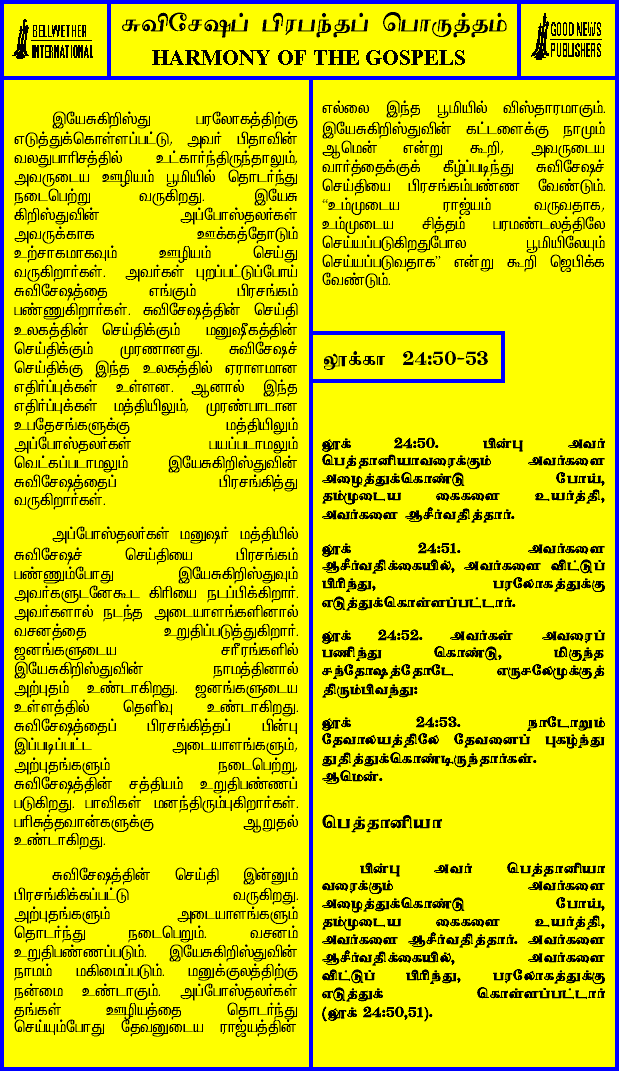 BELLWETHER
INTERNATIONAL
சுவிசேஷப் பிரபந்தப் பொருத்தம்
HARMONY OF THE GOSPELS
GOOD NEWS
PUBLISHERS
இயேசுகிறிஸ்து பரலோகத்திற்கு
எடுத்துக்கொள்ளப்பட்டு, அவர் பிதாவின்
வலதுபாரிசத்தில் உட்கார்ந்திருந்தாலும்,
அவருடைய ஊழியம் பூமியில் தொடர்ந்து
நடைபெற்று வருகிறது. இயேசு
கிறிஸ்துவின் அப்போஸ்தலர்கள்
அவருக்காக ஊக்கத்தோடும்
உற்சாகமாகவும் ஊழியம் செய்து
வருகிறார்கள். அவர்கள் புறப்பட்டுப்போய்
சுவிசேஷத்தை எங்கும் பிரசங்கம்
பண்ணுகிறார்கள். சுவிசேஷத்தின் செய்தி
உலகத்தின் செய்திக்கும் மனுஷீகத்தின்
செய்திக்கும் முரணானது. சுவிசேஷச்
செய்திக்கு இந்த உலகத்தில் ஏராளமான
எதிர்ப்புக்கள் உள்ளன. ஆனால் இந்த
எதிர்ப்புக்கள் மத்தியிலும், முரண்பாடான
உபதேசங்களுக்கு மத்தியிலும்
அப்போஸ்தலர்கள் பயப்படாமலும்
வெட்கப்படாமலும் இயேசுகிறிஸ்துவின்
சுவிசேஷத்தைப் பிரசங்கித்து
வருகிறார்கள்.
அப்போஸ்தலர்கள் மனுஷர் மத்தியில்
சுவிசேஷச் செய்தியை பிரசங்கம்
பண்ணும்போது இயேசுகிறிஸ்துவும்
அவர்களுடனேகூட கிரியை நடப்பிக்கிறார்.
அவர்களால் நடந்த அடையாளங்களினால்
வசனத்தை உறுதிப்படுத்துகிறார்.
ஜனங்களுடைய சரீரங்களில்
இயேசுகிறிஸ்துவின் நாமத்தினால்
அற்புதம் உண்டாகிறது. ஜனங்களுடைய
உள்ளத்தில் தெளிவு உண்டாகிறது.
சுவிசேஷத்தைப் பிரசங்கித்தப் பின்பு
இப்படிப்பட்ட அடையாளங்களும்,
அற்புதங்களும் நடைபெற்று,
சுவிசேஷத்தின் சத்தியம் உறுதிபண்ணப்
படுகிறது. பாவிகள் மனந்திரும்புகிறார்கள்.
பரிசுத்தவான்களுக்கு ஆறுதல்
உண்டாகிறது.
சுவிசேஷத்தின் செய்தி இன்னும்
பிரசங்கிக்கப்பட்டு வருகிறது.
அற்புதங்களும் அடையாளங்களும்
தொடர்ந்து நடைபெறும். வசனம்
உறுதிபண்ணப்படும். இயேசுகிறிஸ்துவின்
நாமம் மகிமைப்படும். மனுக்குலத்திற்கு
நன்மை உண்டாகும். அப்போஸ்தலர்கள்
தங்கள் ஊழியத்தை தொடர்ந்து
செய்யும்போது தேவனுடைய ராஜ்யத்தின்
எல்லை இந்த பூமியில் விஸ்தாரமாகும்.
இயேசுகிறிஸ்துவின் கட்டளைக்கு நாமும்
ஆமென் என்று கூறி, அவருடைய
வார்த்தைக்குக் கீழ்ப்படிந்து சுவிசேஷச்
செய்தியை பிரசங்கம்பண்ண வேண்டும்.
“உம்முடைய ராஜ்யம் வருவதாக,
உம்முடைய சித்தம் பரமண்டலத்திலே
செய்யப்படுகிறதுபோல பூமியிலேயும்
செய்யப்படுவதாக” என்று கூறி ஜெபிக்க
வேண்டும்.
லூக்கா 24:50-53
லூக் 24:50. பின்பு அவர்
பெத்தானியாவரைக்கும் அவர்களை
அழைத்துக்கொண்டு போய்,
தம்முடைய கைகளை உயர்த்தி,
அவர்களை ஆசீர்வதித்தார்.
லூக் 24:51. அவர்களை
ஆசீர்வதிக்கையில், அவர்களை விட்டுப்
பிரிந்து, பரலோகத்துக்கு
எடுத்துக்கொள்ளப்பட்டார்.
லூக் 24:52. அவர்கள் அவரைப்
பணிந்து கொண்டு, மிகுந்த
சந்தோஷத்தோடே எருசலேமுக்குத்
திரும்பிவந்து:
லூக் 24:53. நாடோறும்
தேவாலயத்திலே தேவனைப் புகழ்ந்து
துதித்துக்கொண்டிருந்தார்கள்.
ஆமென்.
பெத்தானியா
பின்பு அவர் பெத்தானியா
வரைக்கும் அவர்களை
அழைத்துக்கொண்டு போய்,
தம்முடைய கைகளை உயர்த்தி,
அவர்களை ஆசீர்வதித்தார். அவர்களை
ஆசீர்வதிக்கையில், அவர்களை
விட்டுப் பிரிந்து, பரலோகத்துக்கு
எடுத்துக் கொள்ளப்பட்டார்
(லூக் 24:50,51).